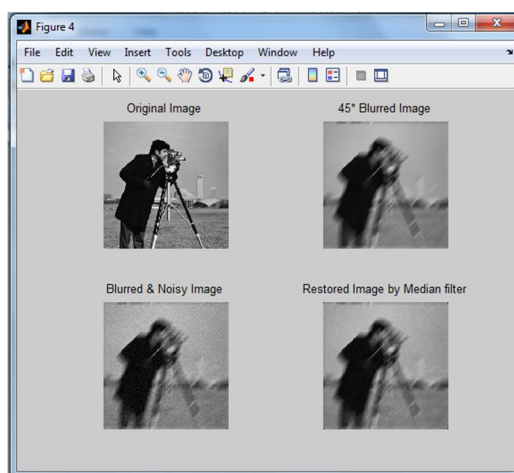 Figure 4
File Edit View Insert Tools Desktop Window Help
Original Image
45* Blurred Image
Blurred & Noisy Image
Restored Image by Median filter